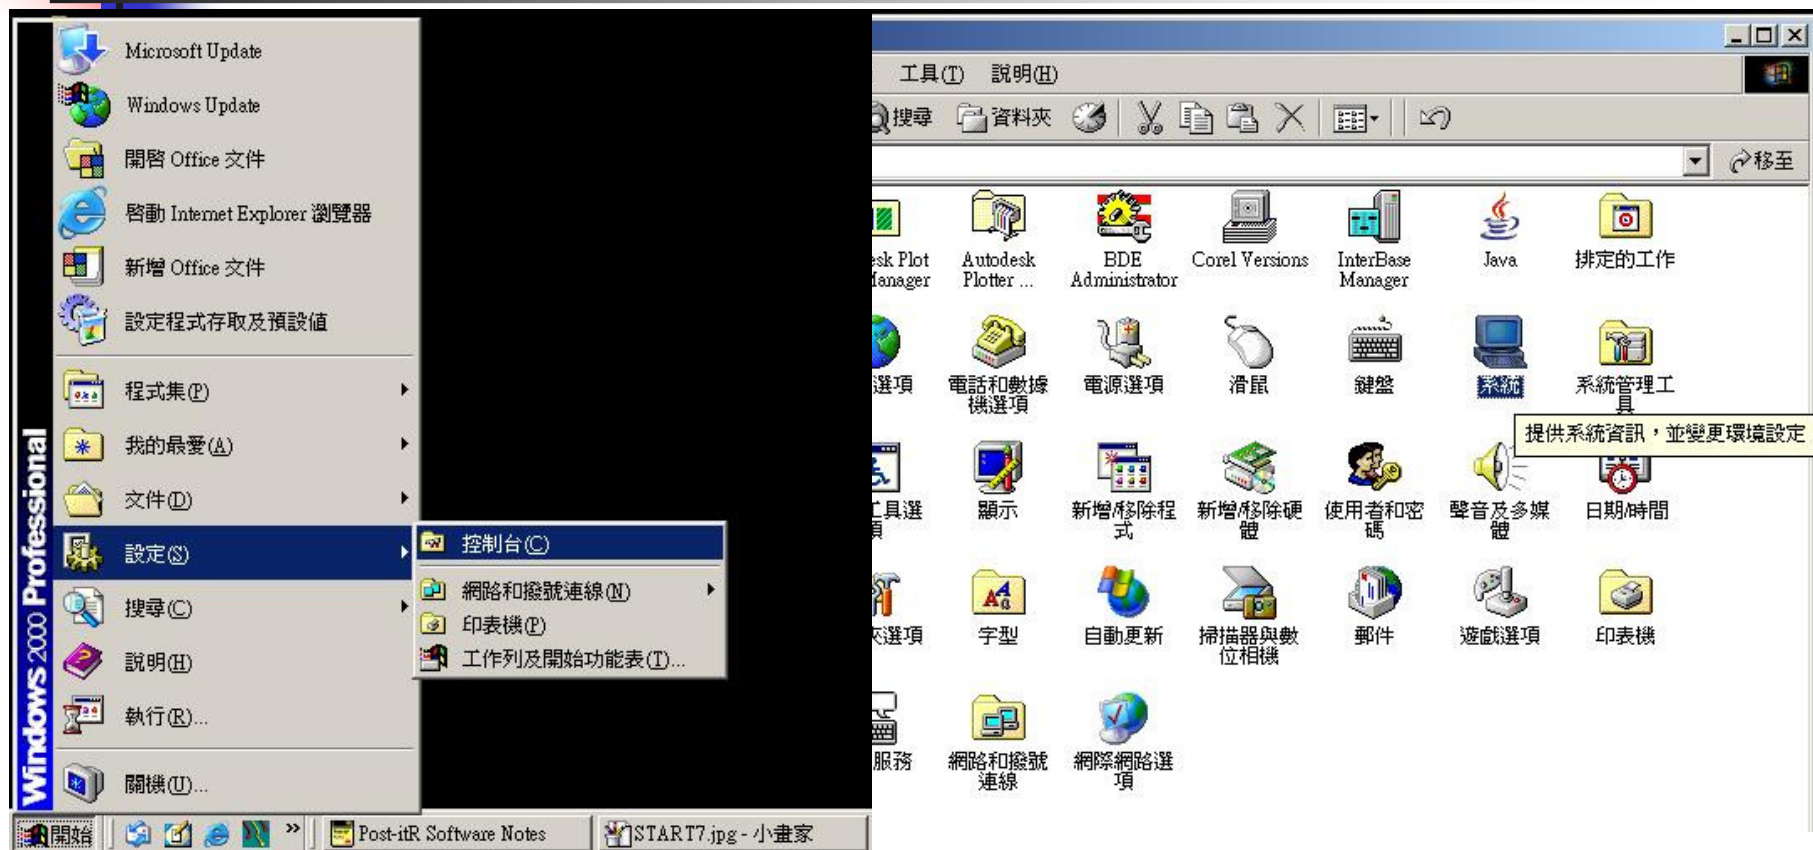 Microsoft Update
Windows Update
開啓 Office 文件
啓動 Internet Explorer 瀏覽器
新增 Office 文件
設定程式存取及預設值
程式集(P)
我的最愛(A)
文件(D)
設定(S)
搜尋(C)
說明(H)
執行(R)...
關機(U)...
Windows 2000 Professional
控制台(C)
網路和撥號連線(N)
印表機(P)
工作列及開始功能表(T)...
開始
»
Post-itR Software Notes
START7.jpg - 小畫家
工具(T) 說明(H)
搜尋 資料夾
移至
esk Plot
Manager
Autodesk
Plotter ...
BDE
Administrator
Corel Versions
InterBase
Manager
Java
排定的工作
選項
電話和數據
機選項
電源選項
滑鼠
鍵盤
系統
系統管理工
具
提供系統資訊，並變更環境設定
工具選
項
顯示
新增/移除程
式
新增/移除硬
體
使用者和密
碼
聲音及多媒
體
日期/時間
夾選項
字型
自動更新
掃描器與數
位相機
郵件
遊戲選項
印表機
服務
網路和撥號
連線
網際網路選
項